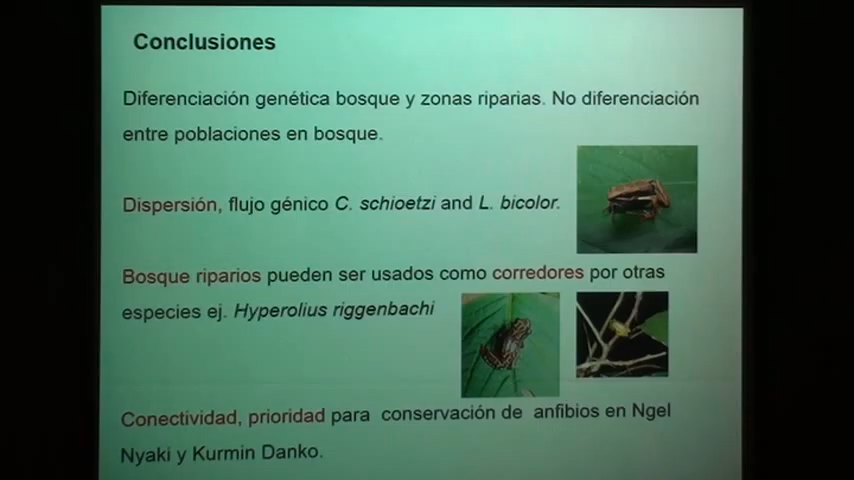 Conclusiones
Diferenciación genética bosque y zonas riparias. No diferenciación
entre poblaciones en bosque.
Dispersión, flujo génico C. schioetzi and L. bicolor.
Bosque riparios pueden ser usados como corredores por otras
especies ej. Hyperolius riggenbachi
Conectividad, prioridad para conservación de anfibios en Ngel
Nyaki y Kurmin Danko.